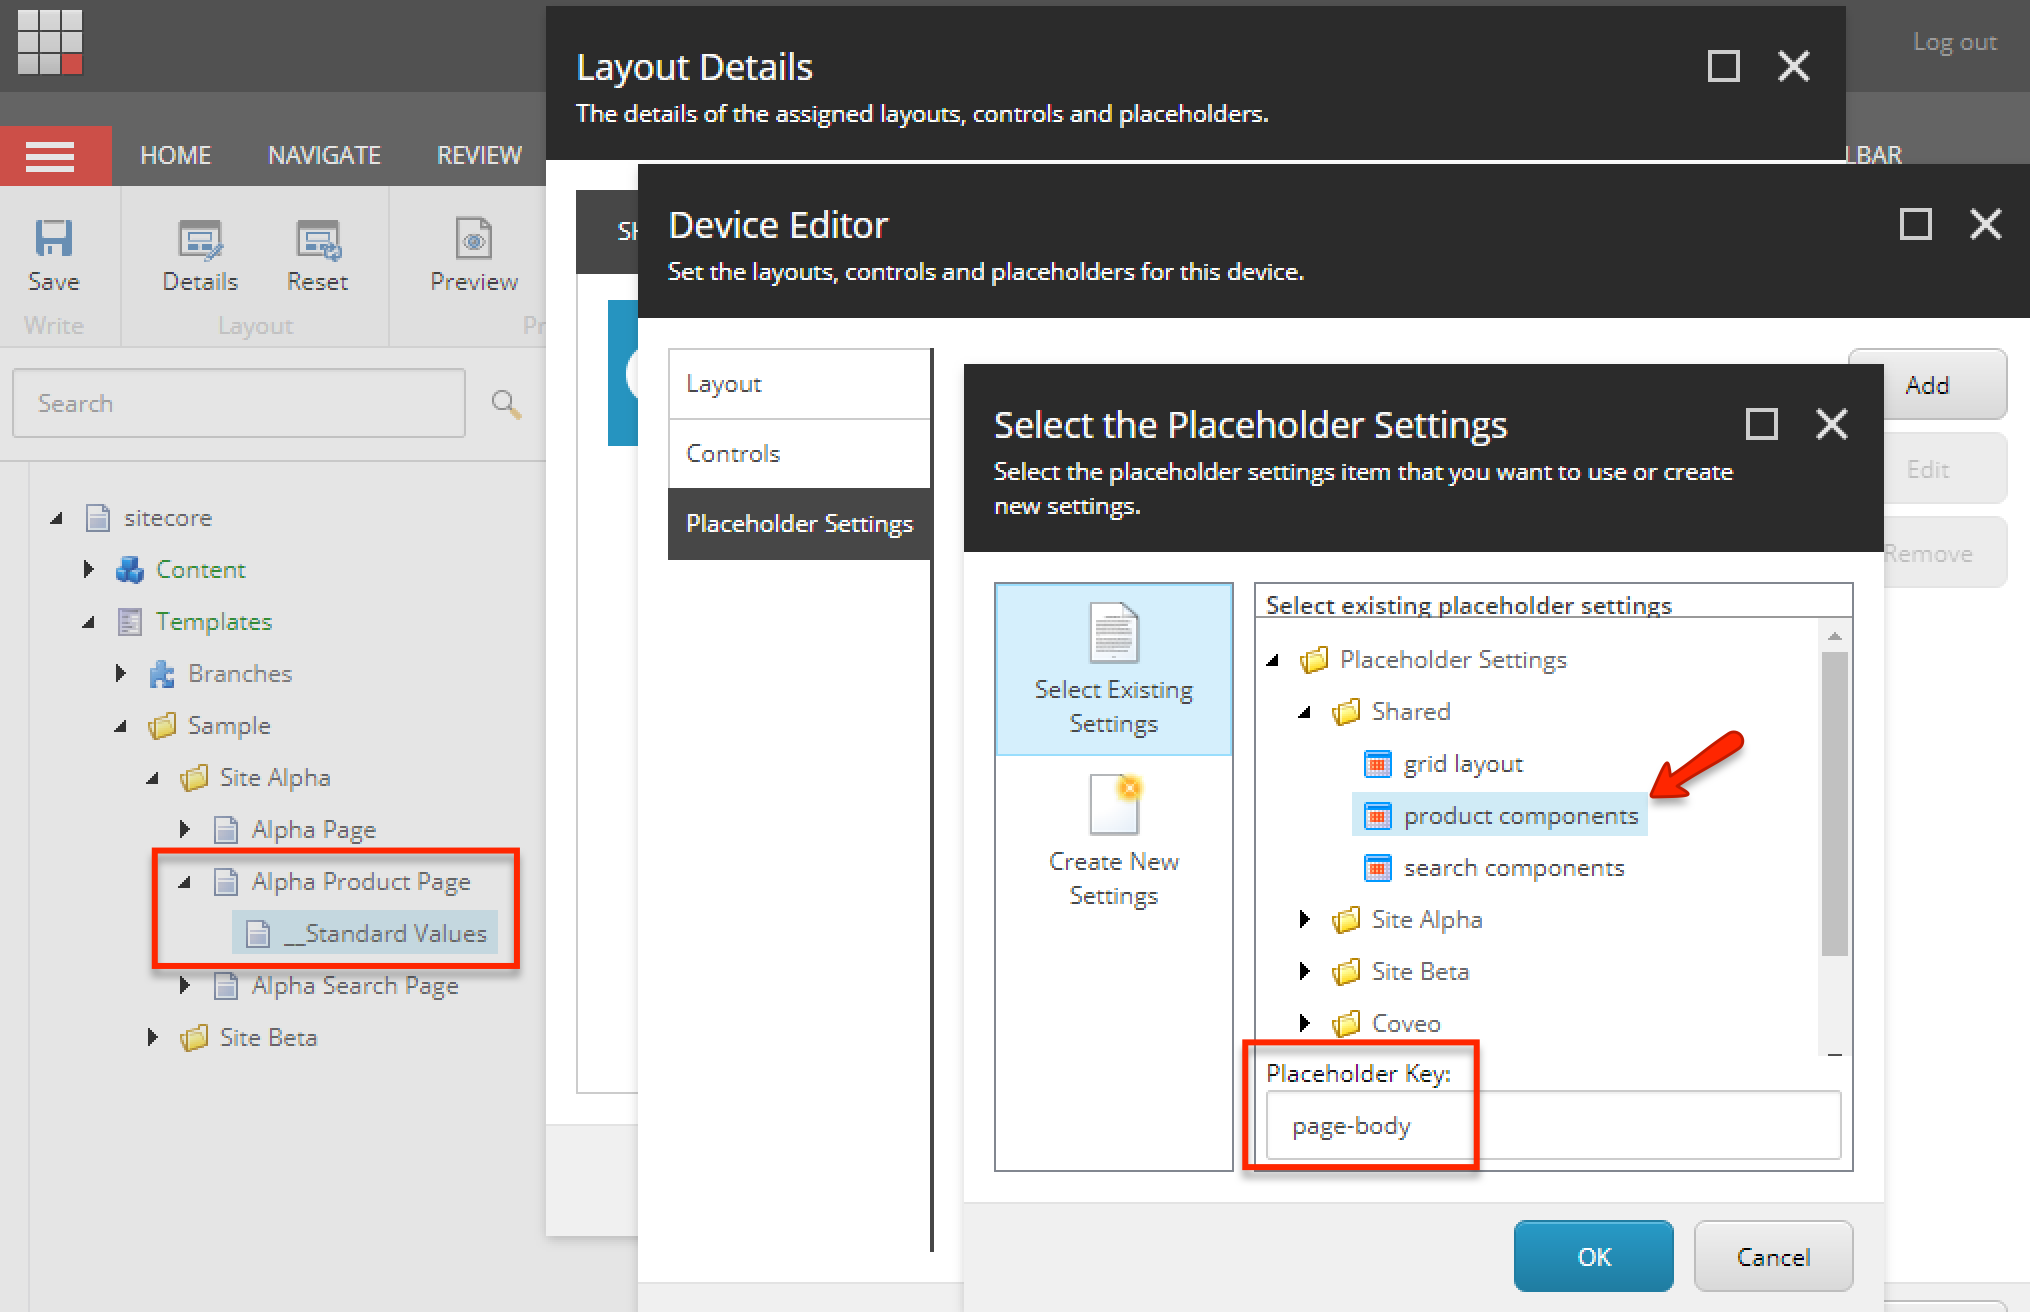 Log out
Layout Details
The details of the assigned layouts, controls and placeholders.
HOME NAVIGATE REVIEW
LBAR
Save Details Reset Preview
Write Layout Pr
SH
Device Editor
Set the layouts, controls and placeholders for this device.
Search
sitecore
Content
Templates
Branches
Sample
Site Alpha
Alpha Page
Alpha Product Page
__Standard Values
Alpha Search Page
Site Beta
Layout
Controls
Placeholder Settings
Add
Edit
Remove
Select the Placeholder Settings
Select the placeholder settings item that you want to use or create
new settings.
Select Existing
Settings
Create New
Settings
Select existing placeholder settings
Placeholder Settings
Shared
grid layout
product components
search components
Site Alpha
Site Beta
Coveo
Placeholder Key:
page-body
OK Cancel